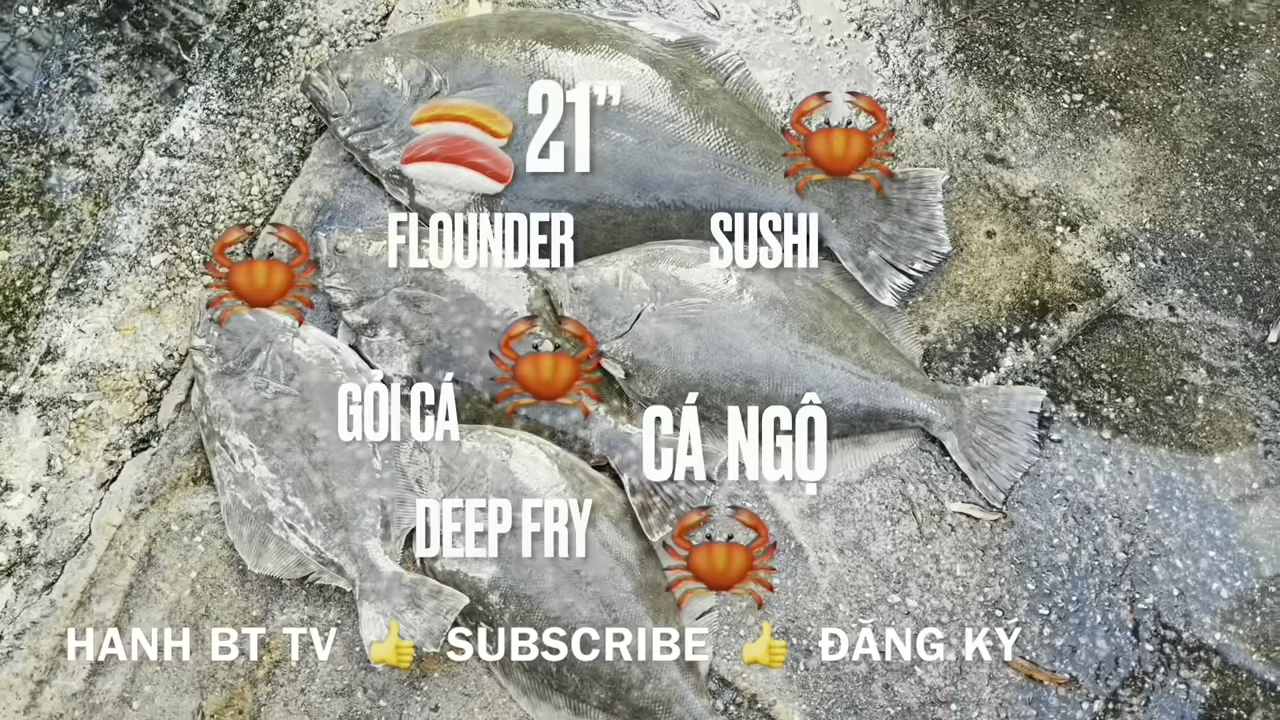 21"
FLOUNDER SUSHI
GỎI CÁ
CÁ NGỘ
DEEP FRY
HANH BT TV 👍 SUBSCRIBE 👍 ĐĂNG KÝ